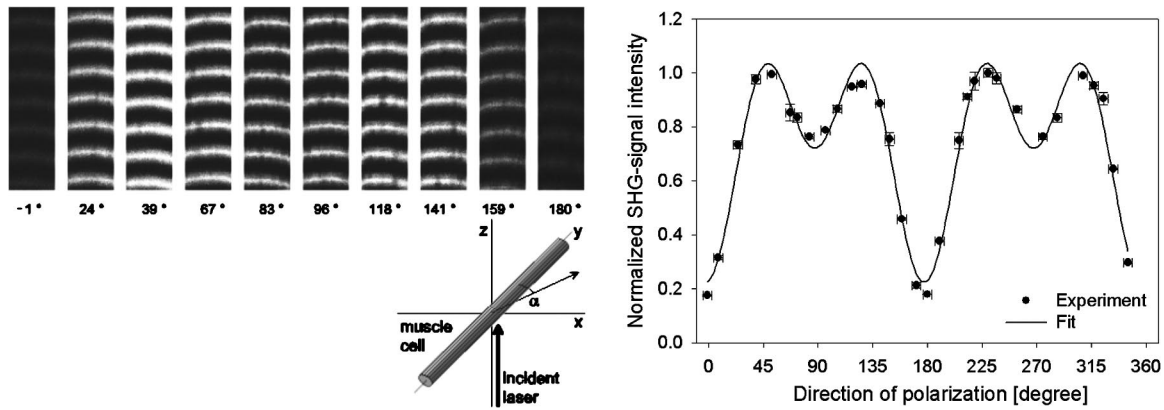 -1° 24° 39° 67° 83° 96° 118° 141° 159° 180°
z
y
α
x
muscle
cell
incident
laser
Normalized SHG-signal intensity
1.0
0.8
0.6
0.4
0.2
0.0
Experiment
Fit
0 45 90 135 180 225 270 315 360
Direction of polarization [degree]